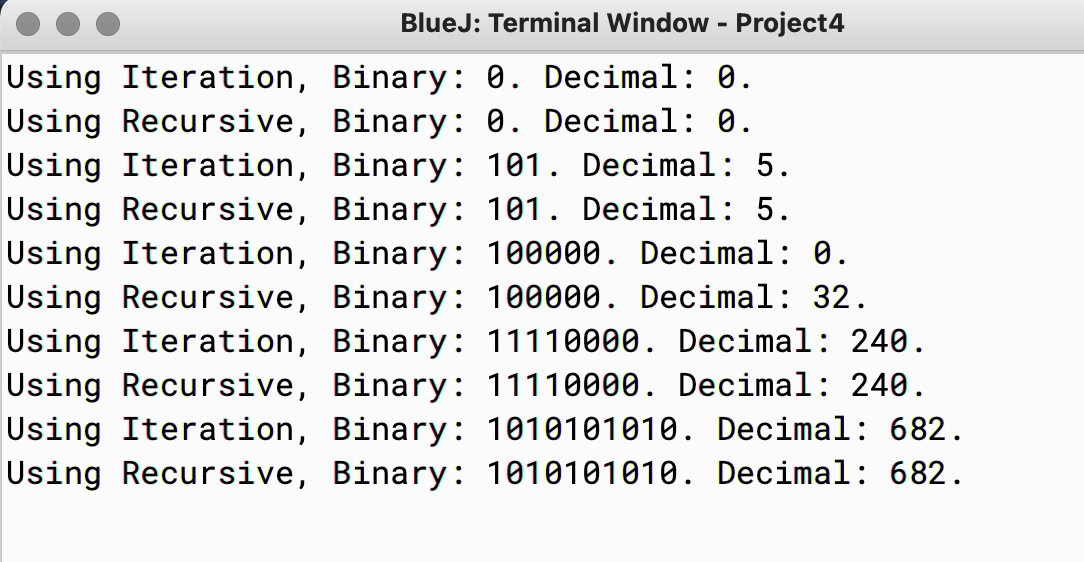 BlueJ: Terminal Window - Project4
Using Iteration, Binary: 0. Decimal: 0.
Using Recursive, Binary: 0. Decimal: 0.
Using Iteration, Binary: 101. Decimal: 5.
Using Recursive, Binary: 101. Decimal: 5.
Using Iteration, Binary: 100000. Decimal: 0.
Using Recursive, Binary: 100000. Decimal: 32.
Using Iteration, Binary: 11110000. Decimal: 240.
Using Recursive, Binary: 11110000. Decimal: 240.
Using Iteration, Binary: 1010101010. Decimal: 682.
Using Recursive, Binary: 1010101010. Decimal: 682.